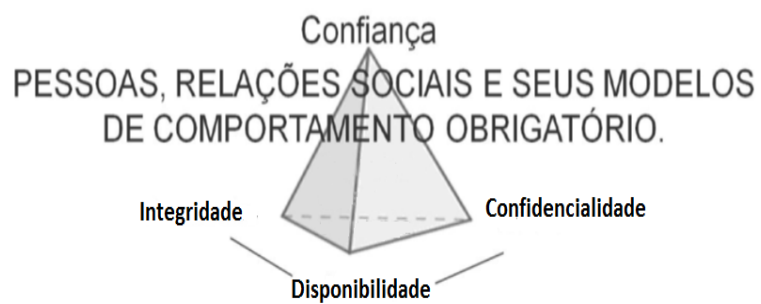 Confiança
PESSOAS, RELAÇÕES SOCIAIS E SEUS MODELOS
DE COMPORTAMENTO OBRIGATÓRIO.
Integridade
Confidencialidade
Disponibilidade